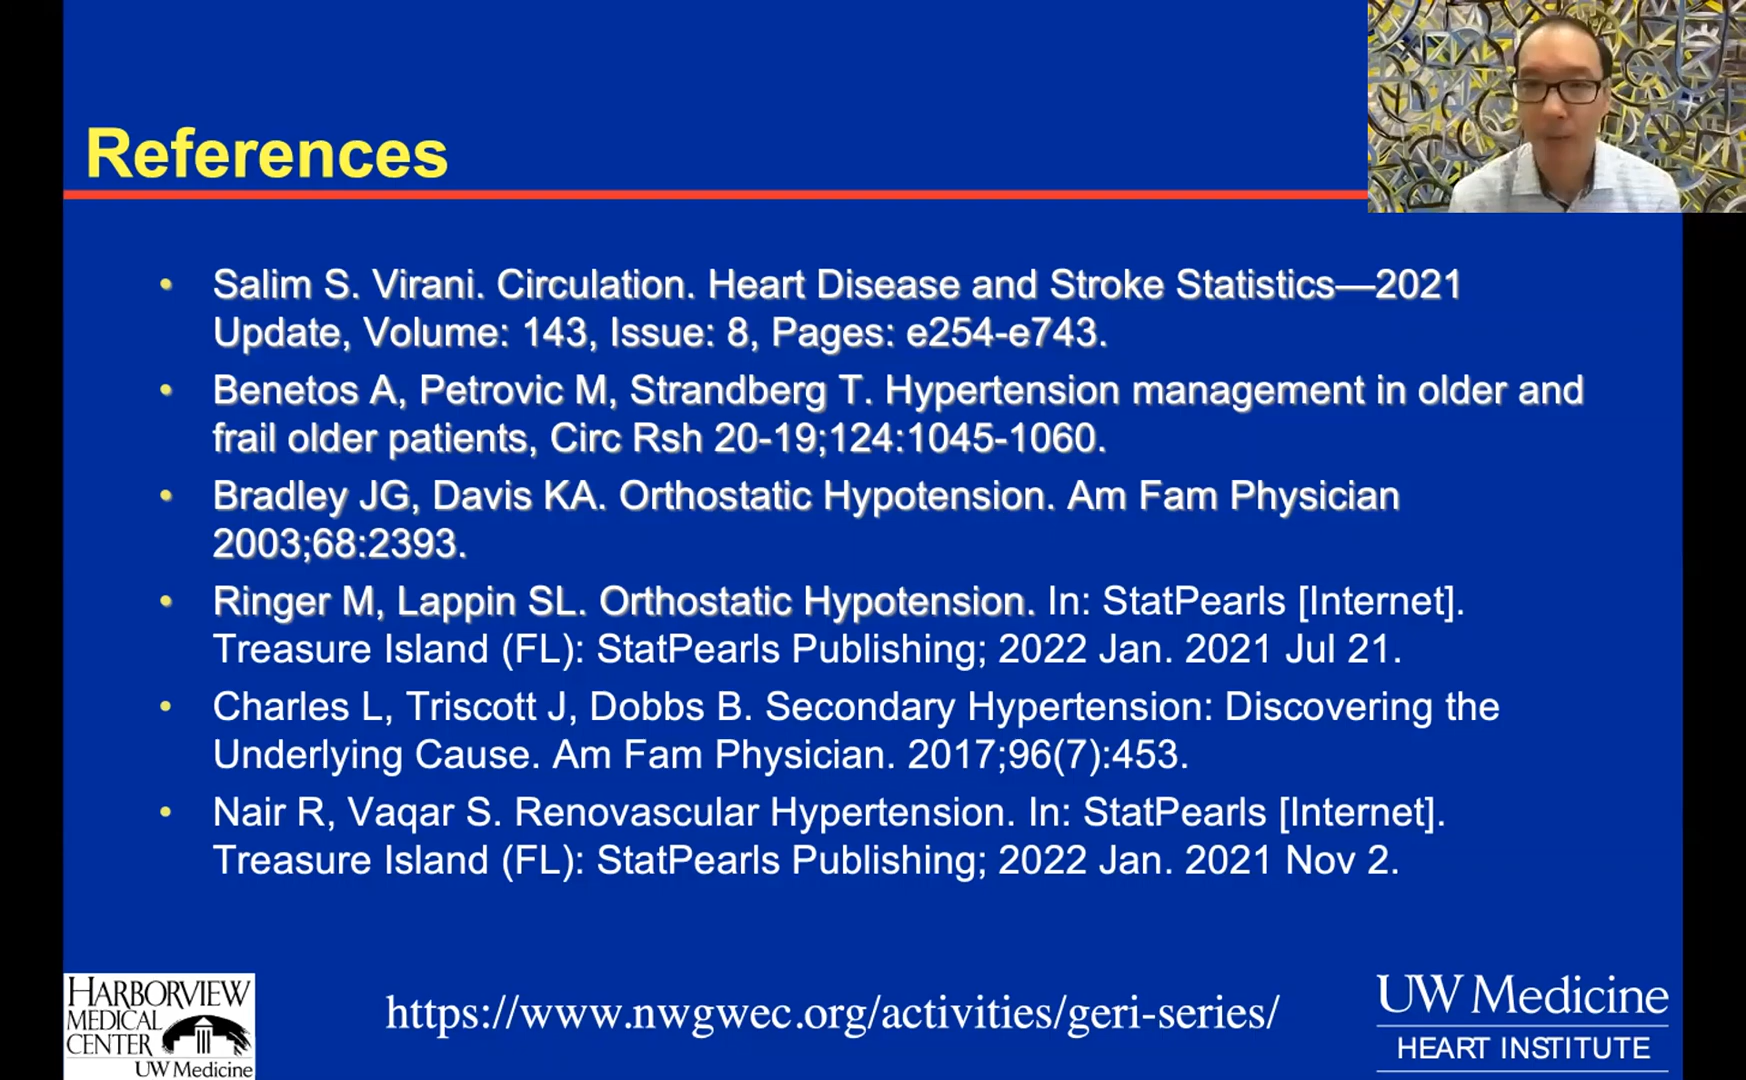 References
• Salim S. Virani. Circulation. Heart Disease and Stroke Statistics—2021
Update, Volume: 143, Issue: 8, Pages: e254-e743.
• Benetos A, Petrovic M, Strandberg T. Hypertension management in older and
frail older patients, Circ Rsh 20-19;124:1045-1060.
• Bradley JG, Davis KA. Orthostatic Hypotension. Am Fam Physician
2003;68:2393.
• Ringer M, Lappin SL. Orthostatic Hypotension. In: StatPearls [Internet].
Treasure Island (FL): StatPearls Publishing; 2022 Jan. 2021 Jul 21.
• Charles L, Triscott J, Dobbs B. Secondary Hypertension: Discovering the
Underlying Cause. Am Fam Physician. 2017;96(7):453.
• Nair R, Vaqar S. Renovascular Hypertension. In: StatPearls [Internet].
Treasure Island (FL): StatPearls Publishing; 2022 Jan. 2021 Nov 2.
HARBORVIEW
MEDICAL
CENTER
UW Medicine
https://www.nwgwec.org/activities/geri-series/
UW Medicine
HEART INSTITUTE